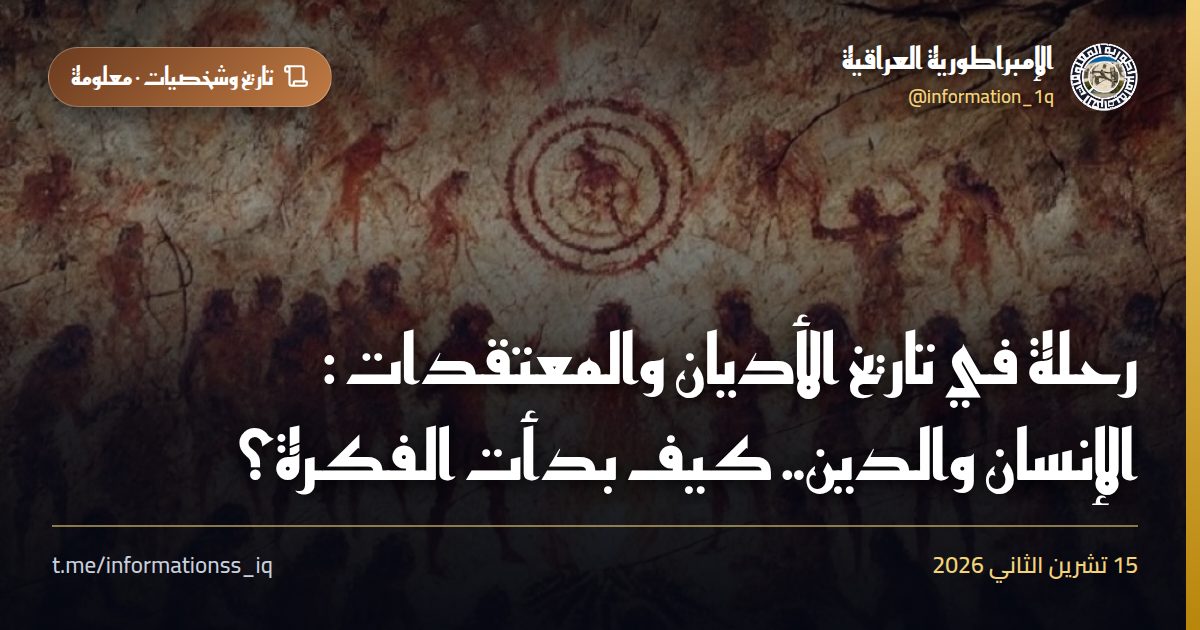 الإمبراطورية العراقية
@information_1q
تاريخ وشخصيات · معلومة
رحلة في تاريخ الأديان والمعتقدات :
الإنسان والدين.. كيف بدأت الفكرة؟
15 تشرين الثاني 2026
t.me/informationss_iq